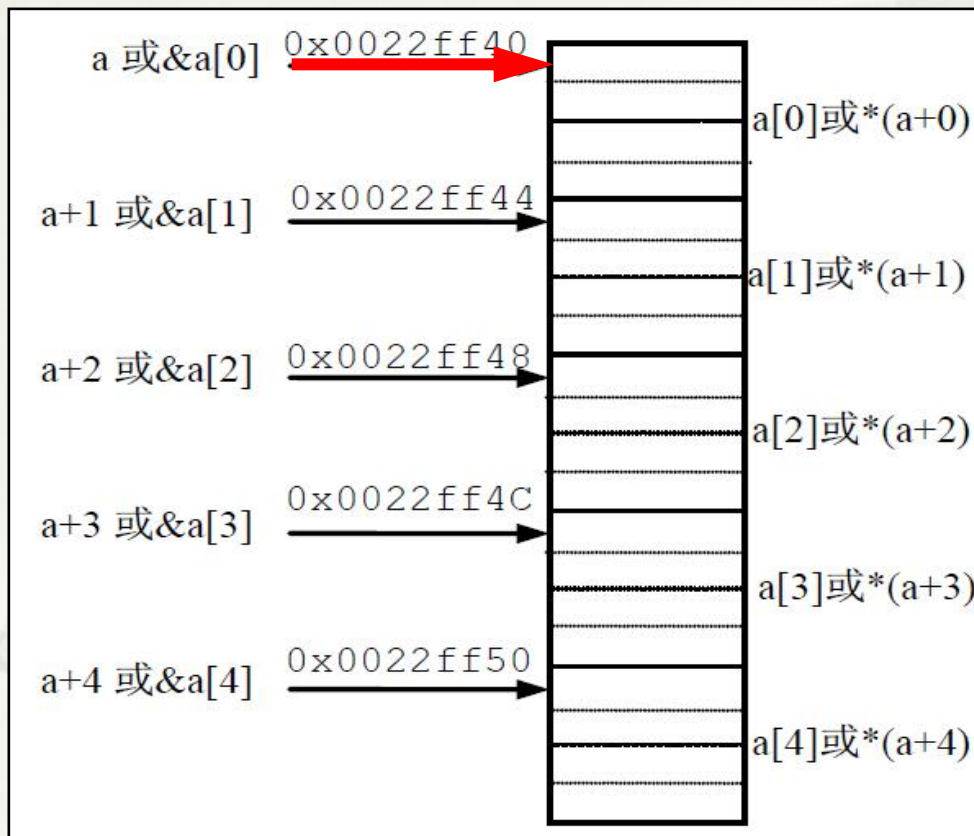 a 或&a[0]
0x0022ff40
a[0]或*(a+0)
a+1 或&a[1]
0x0022ff44
a[1]或*(a+1)
a+2 或&a[2]
0x0022ff48
a[2]或*(a+2)
a+3 或&a[3]
0x0022ff4C
a[3]或*(a+3)
a+4 或&a[4]
0x0022ff50
a[4]或*(a+4)